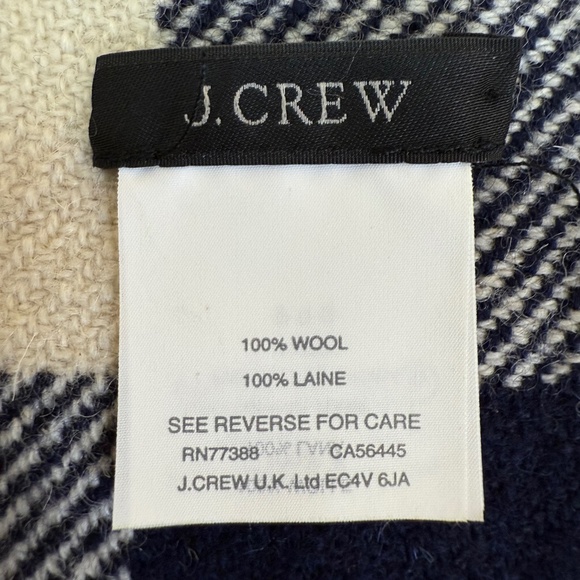 J.CREW
100% WOOL
100% LAINE
SEE REVERSE FOR CARE
RN77388 CA56445
J.CREW U.K. Ltd EC4V 6JA